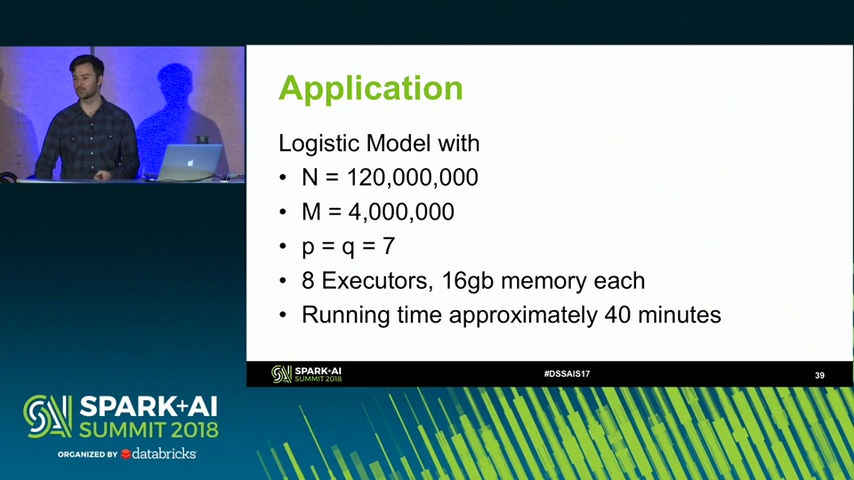 Application
Logistic Model with
• N = 120,000,000
• M = 4,000,000
• p = q = 7
• 8 Executors, 16gb memory each
• Running time approximately 40 minutes
SPARK+AI
SUMMIT 2018
#DSSAIS17
39
SPARK+AI
SUMMIT 2018
ORGANIZED BY databricks